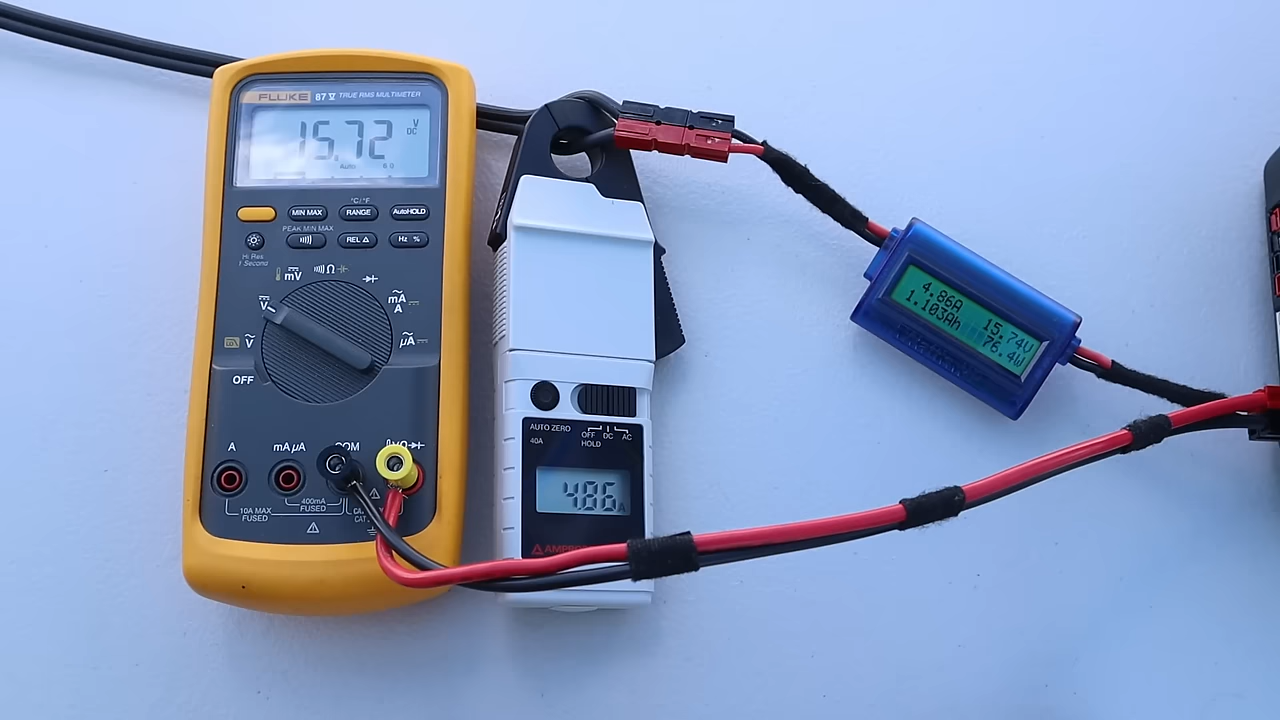 FLUKE 87 V TRUE RMS MULTIMETER
15.72 V DC
Auto 60
MIN MAX RANGE AutoHOLD
°C/°F
PEAK MIN MAX
REL △ Hz %
Hi Res
1 Second
mV Ω
V mA A
V µA
OFF
A mA µA COM VΩ
400mA
FUSED
10A MAX
FUSED
4.86A 15.74V
1.103Ah 76.4W
AUTO ZERO
40A
OFF DC AC
HOLD
4.86 A